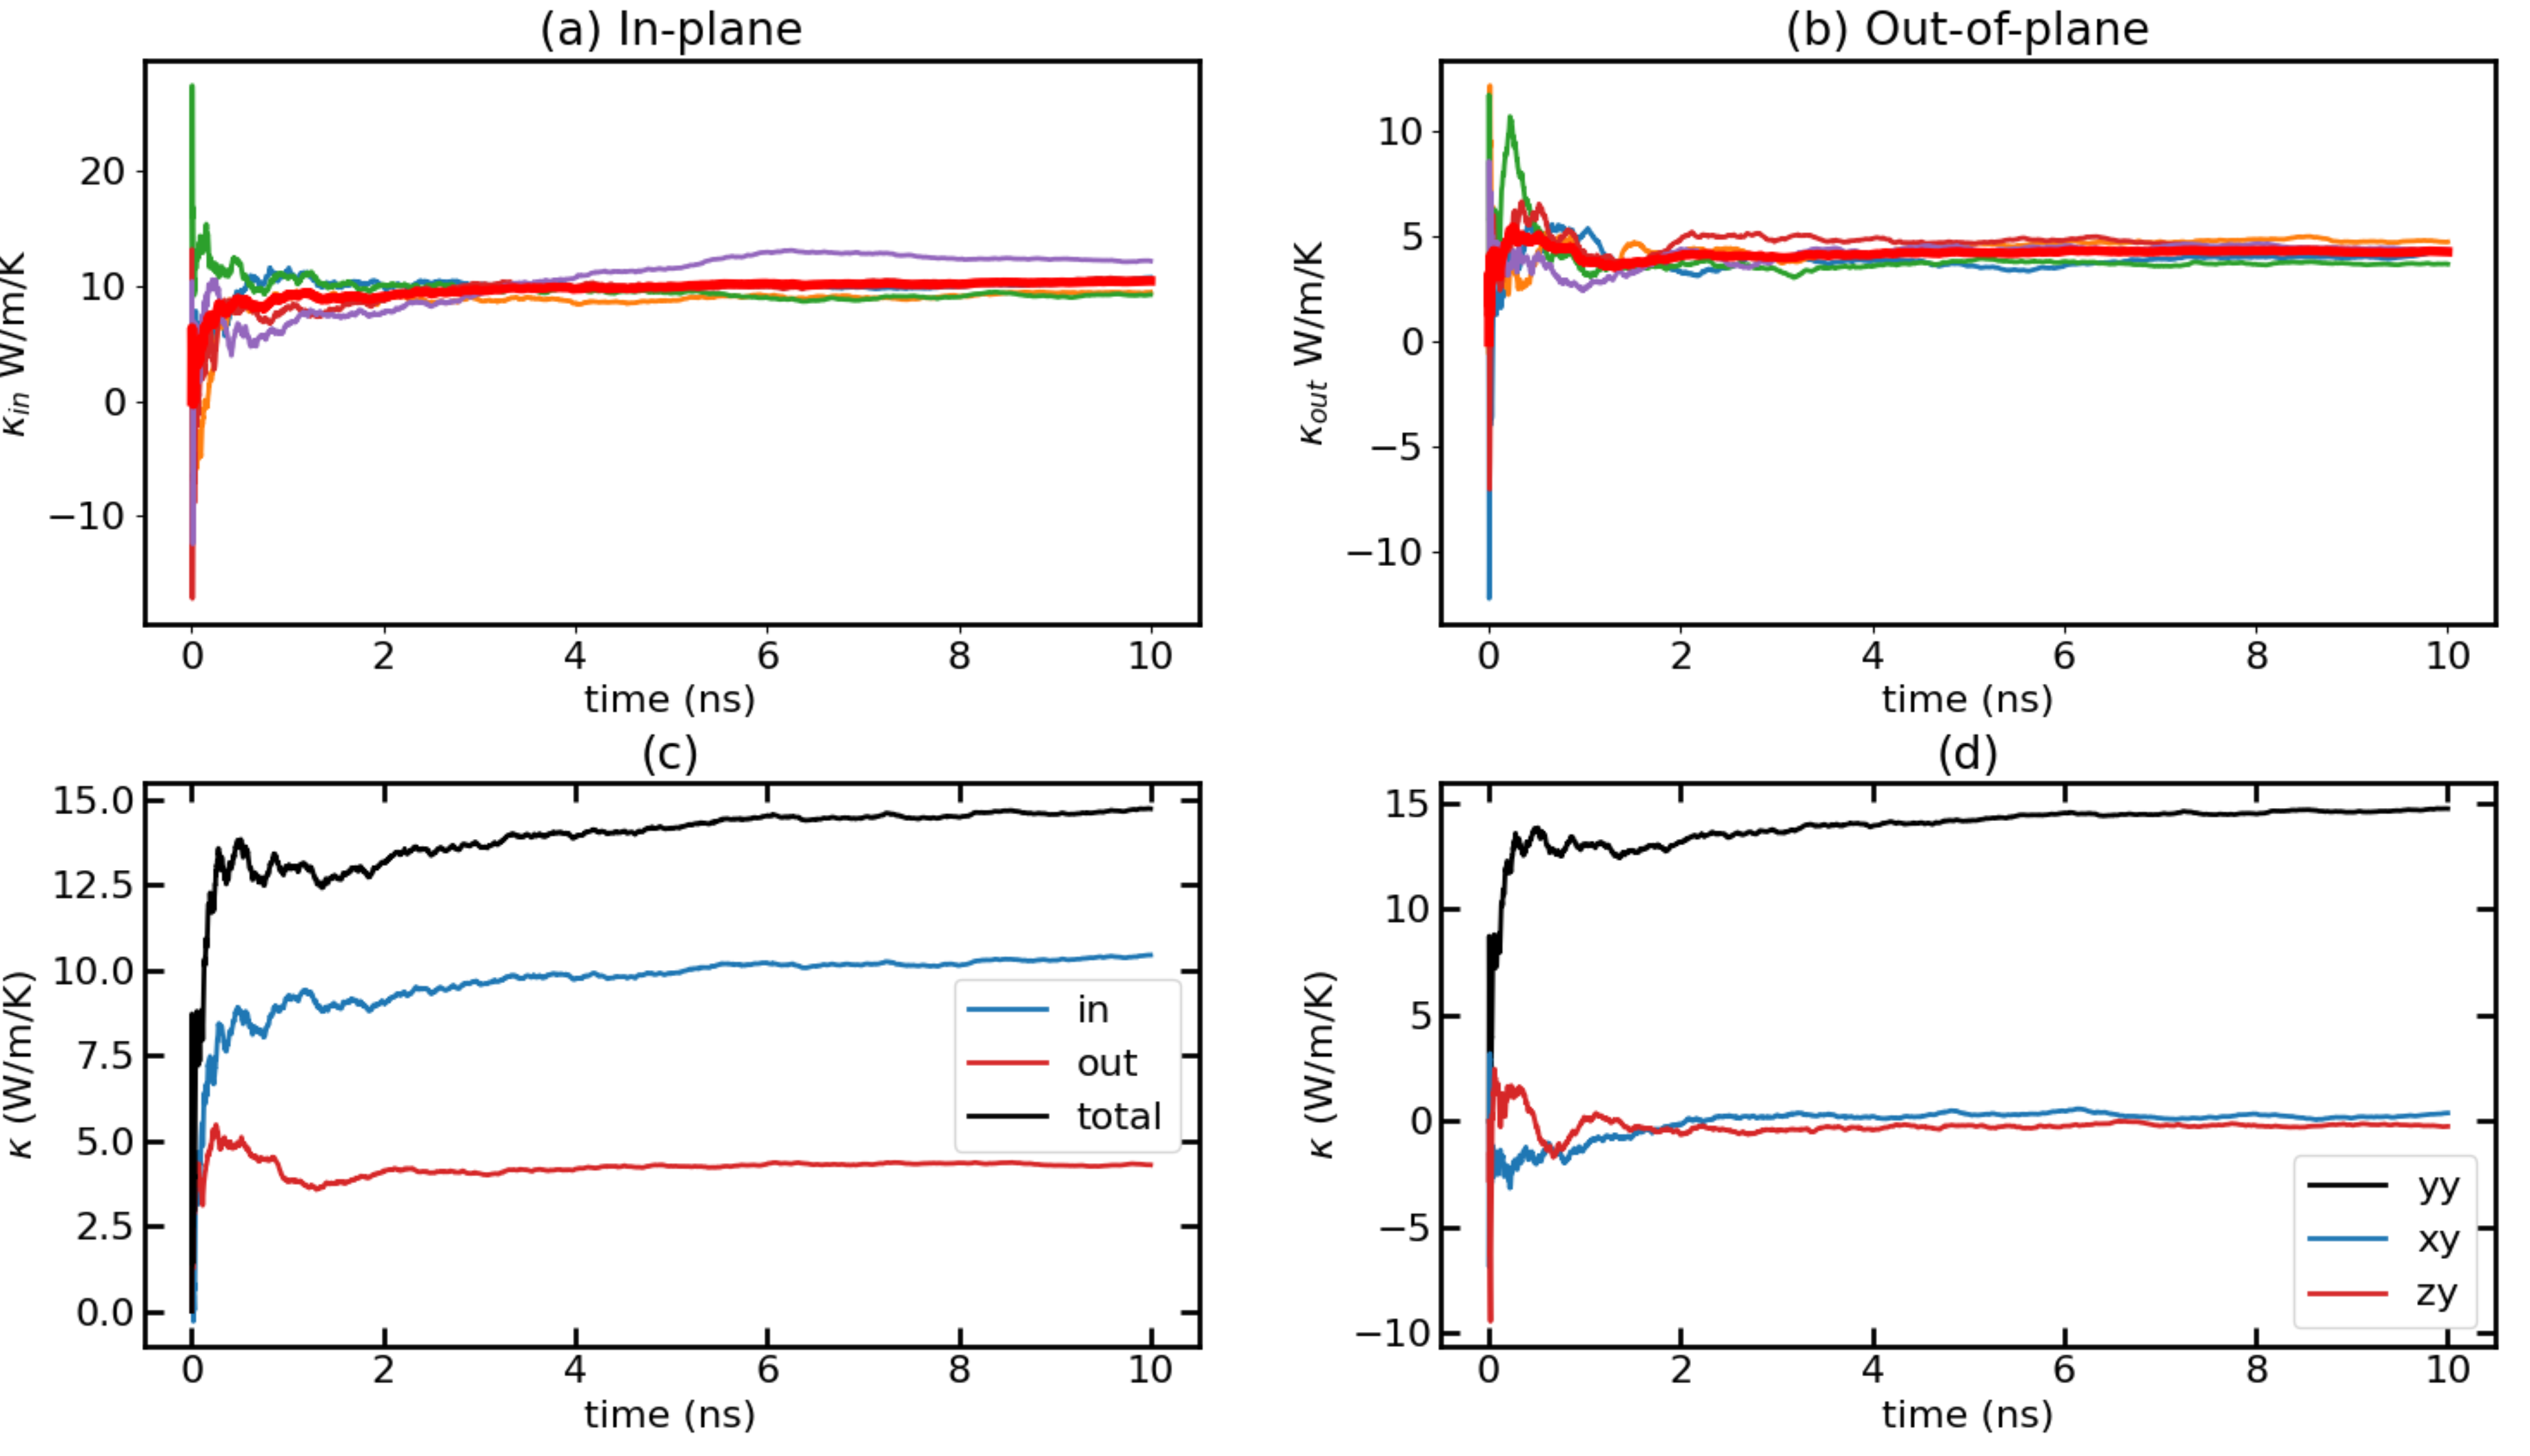 (a) In-plane
κin W/m/K
20
10
0
−10
0 2 4 6 8 10
time (ns)
(b) Out-of-plane
κout W/m/K
10
5
0
−5
−10
0 2 4 6 8 10
time (ns)
(c)
κ (W/m/K)
15.0
12.5
10.0
7.5
5.0
2.5
0.0
in
out
total
0 2 4 6 8 10
time (ns)
(d)
κ (W/m/K)
15
10
5
0
−5
−10
yy
xy
zy
0 2 4 6 8 10
time (ns)